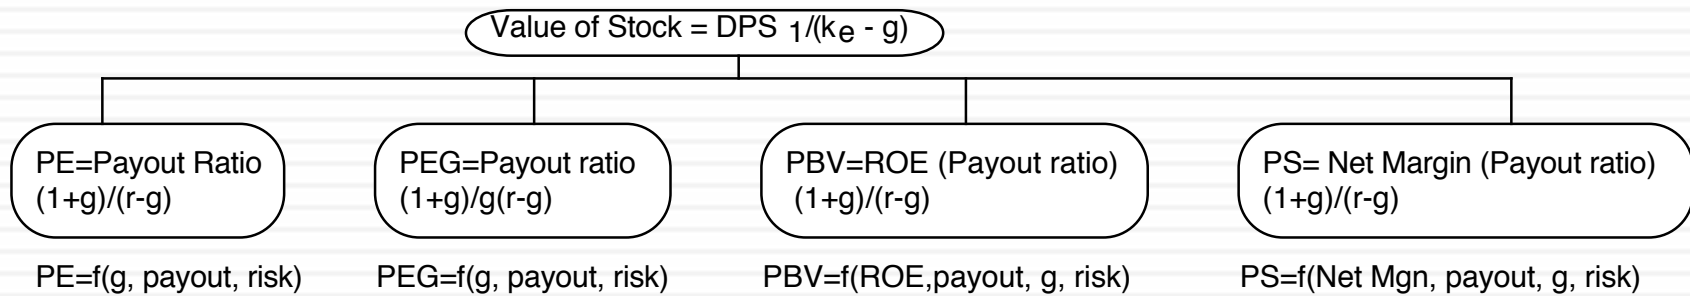 Value of Stock = DPS 1/(ke - g)
PE=Payout Ratio
(1+g)/(r-g)
PEG=Payout ratio
(1+g)/g(r-g)
PBV=ROE (Payout ratio)
(1+g)/(r-g)
PS= Net Margin (Payout ratio)
(1+g)/(r-g)
PE=f(g, payout, risk)
PEG=f(g, payout, risk)
PBV=f(ROE,payout, g, risk)
PS=f(Net Mgn, payout, g, risk)